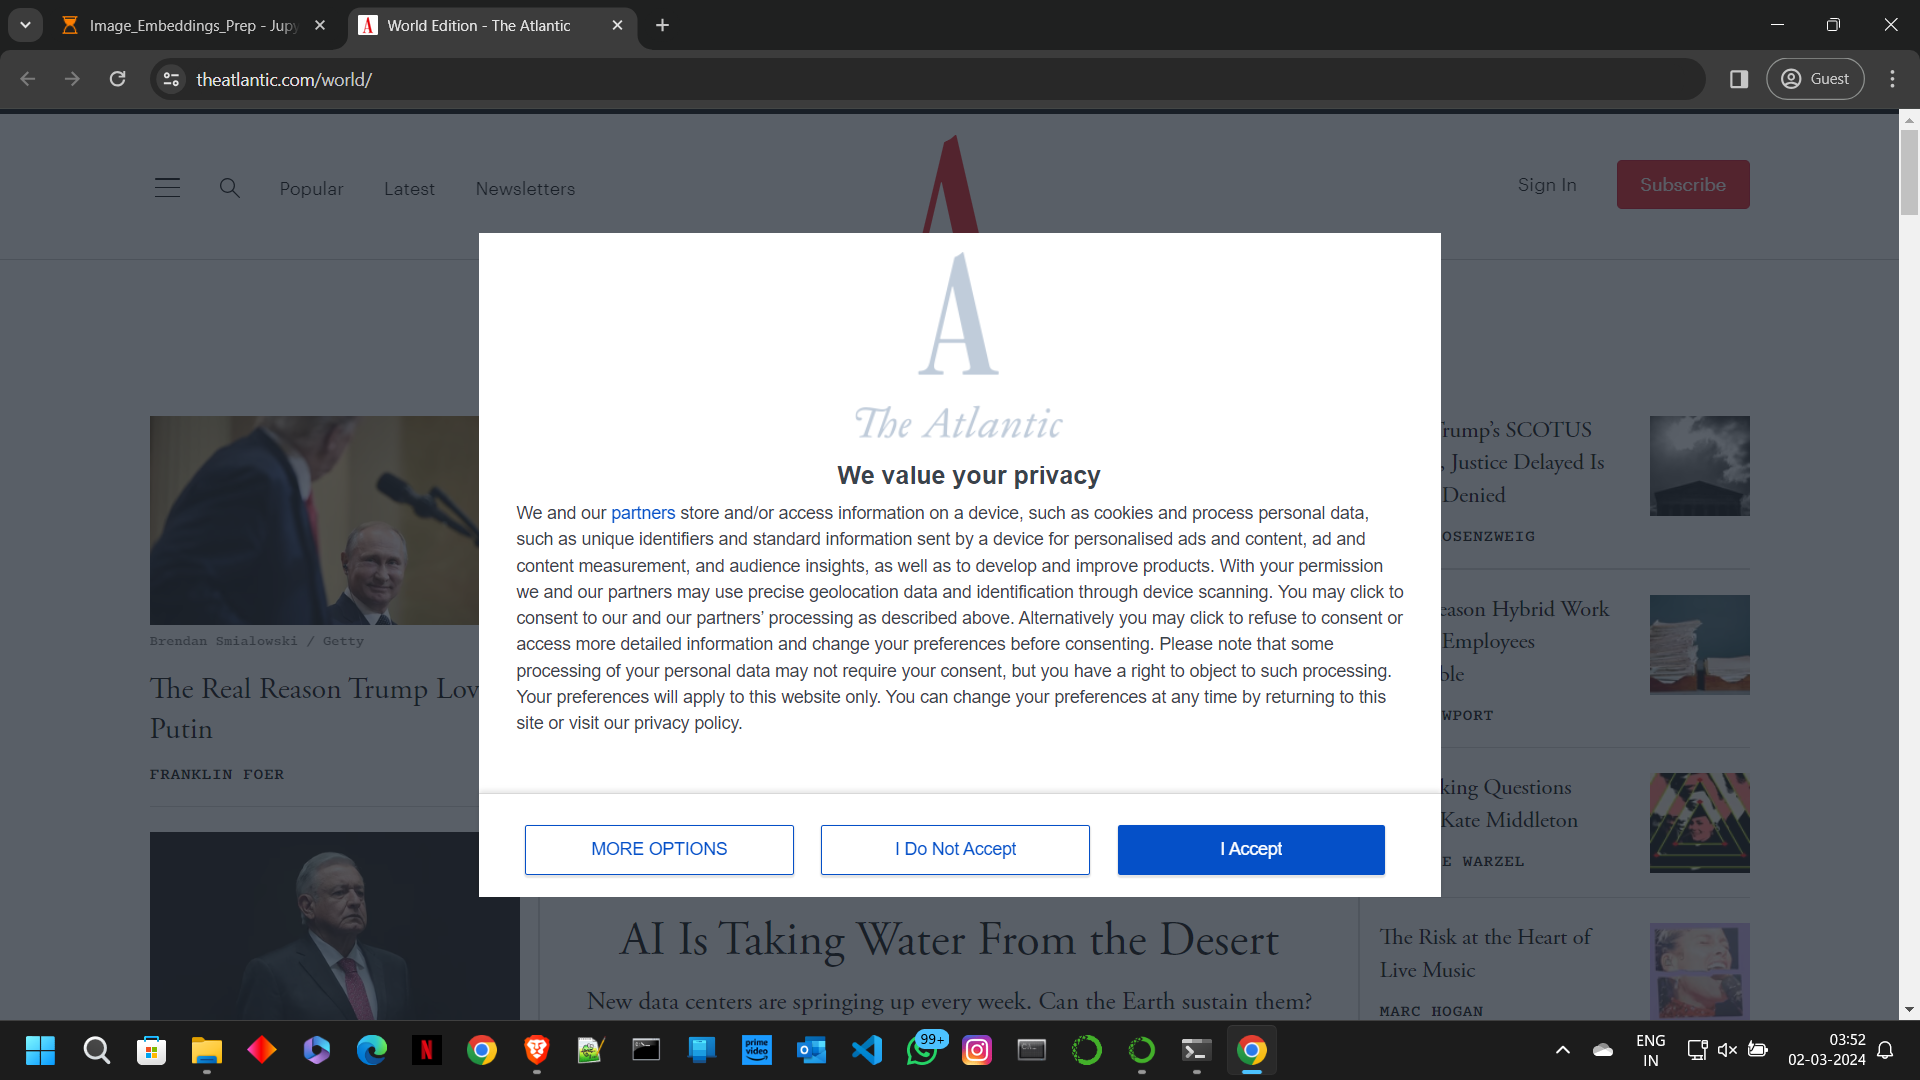 Image_Embeddings_Prep - Jup
World Edition - The Atlantic
theatlantic.com/world/
Guest
Popular
Latest
Newsletters
Sign In
Subscribe
A
The Atlantic
We value your privacy
We and our partners store and/or access information on a device, such as cookies and process personal data,
such as unique identifiers and standard information sent by a device for personalised ads and content, ad and
content measurement, and audience insights, as well as to develop and improve products. With your permission
we and our partners may use precise geolocation data and identification through device scanning. You may click to
consent to our and our partners’ processing as described above. Alternatively you may click to refuse to consent or
access more detailed information and change your preferences before consenting. Please note that some
processing of your personal data may not require your consent, but you have a right to object to such processing.
Your preferences will apply to this website only. You can change your preferences at any time by returning to this
site or visit our privacy policy.
MORE OPTIONS
I Do Not Accept
I Accept
Brendan Smialowski / Getty
The Real Reason Trump Lov
Putin
FRANKLIN FOER
AI Is Taking Water From the Desert
New data centers are springing up every week. Can the Earth sustain them?
rump’s SCOTUS
, Justice Delayed Is
Denied
OSENZWEIG
eason Hybrid Work
Employees
ble
WPORT
king Questions
Kate Middleton
E WARZEL
The Risk at the Heart of
Live Music
MARC HOGAN
N
prime
video
99+
ENG
IN
03:52
02-03-2024